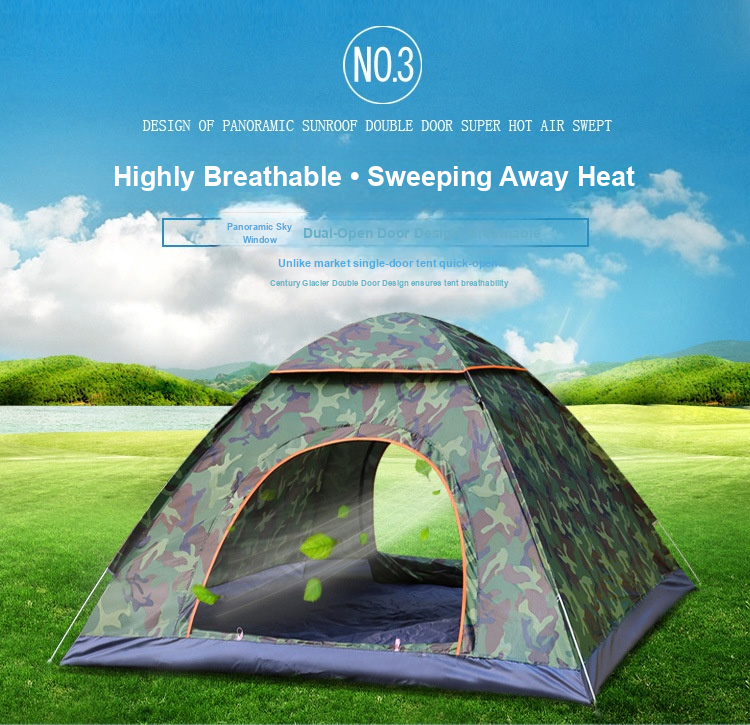 NO.3
DESIGN OF PANORAMIC SUNROOF DOUBLE DOOR SUPER HOT AIR SWEPT
Highly Breathable • Sweeping Away Heat
Panoramic Sky
Window
Dual-Open Door Design
Unlike market single-door tent quick-open
Century Glacier Double Door Design ensures tent breathability